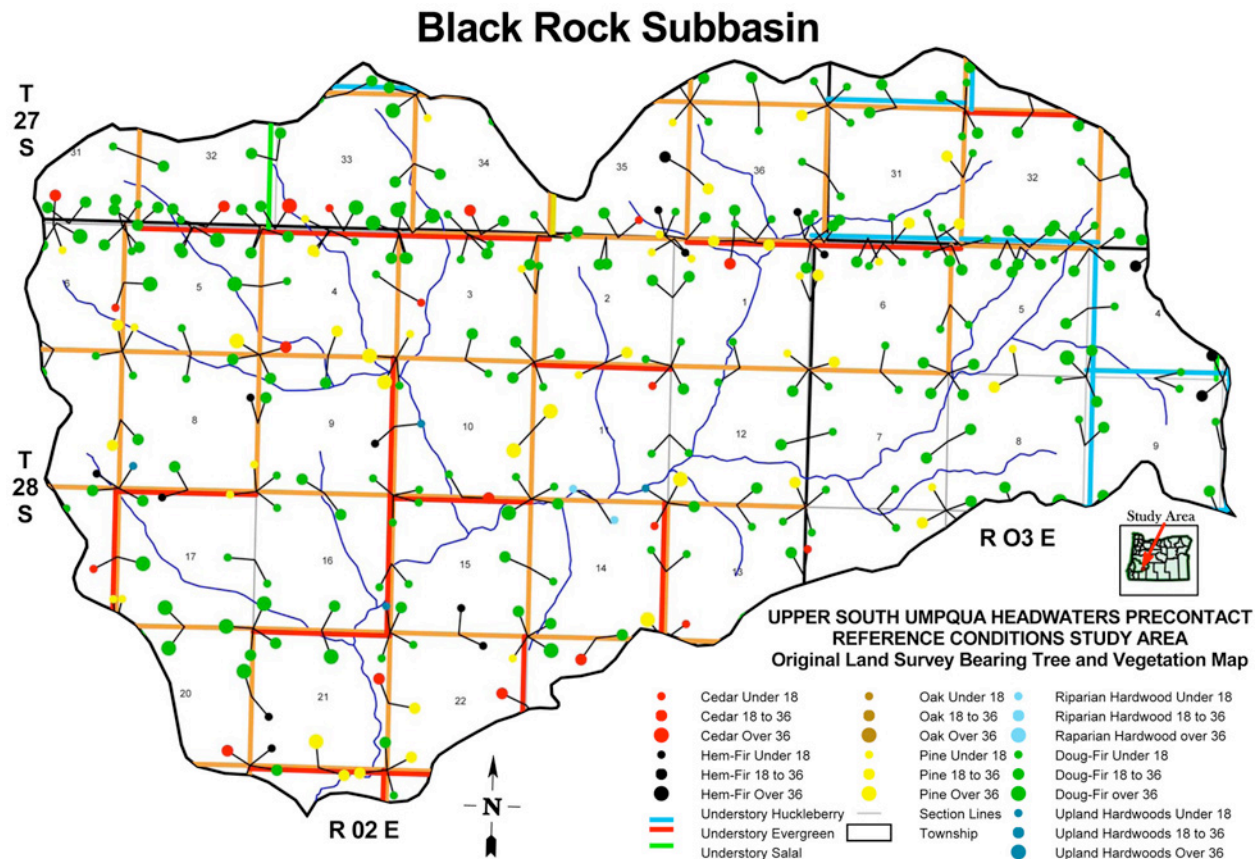 Black Rock Subbasin
T
27
S
31
32
33
34
35
36
31
32
6
5
4
3
2
1
6
5
4
8
9
10
11
12
7
8
9
T
28
S
17
16
15
14
13
20
21
22
R O3 E
R 02 E
N
Study Area
UPPER SOUTH UMPQUA HEADWATERS PRECONTACT
REFERENCE CONDITIONS STUDY AREA
Original Land Survey Bearing Tree and Vegetation Map
Cedar Under 18
Cedar 18 to 36
Cedar Over 36
Hem-Fir Under 18
Hem-Fir 18 to 36
Hem-Fir Over 36
Understory Huckleberry
Understory Evergreen
Understory Salal
Oak Under 18
Oak 18 to 36
Oak Over 36
Pine Under 18
Pine 18 to 36
Pine Over 36
Section Lines
Township
Riparian Hardwood Under 18
Riparian Hardwood 18 to 36
Raparian Hardwood over 36
Doug-Fir Under 18
Doug-Fir 18 to 36
Doug-Fir over 36
Upland Hardwoods Under 18
Upland Hardwoods 18 to 36
Upland Hardwoods Over 36